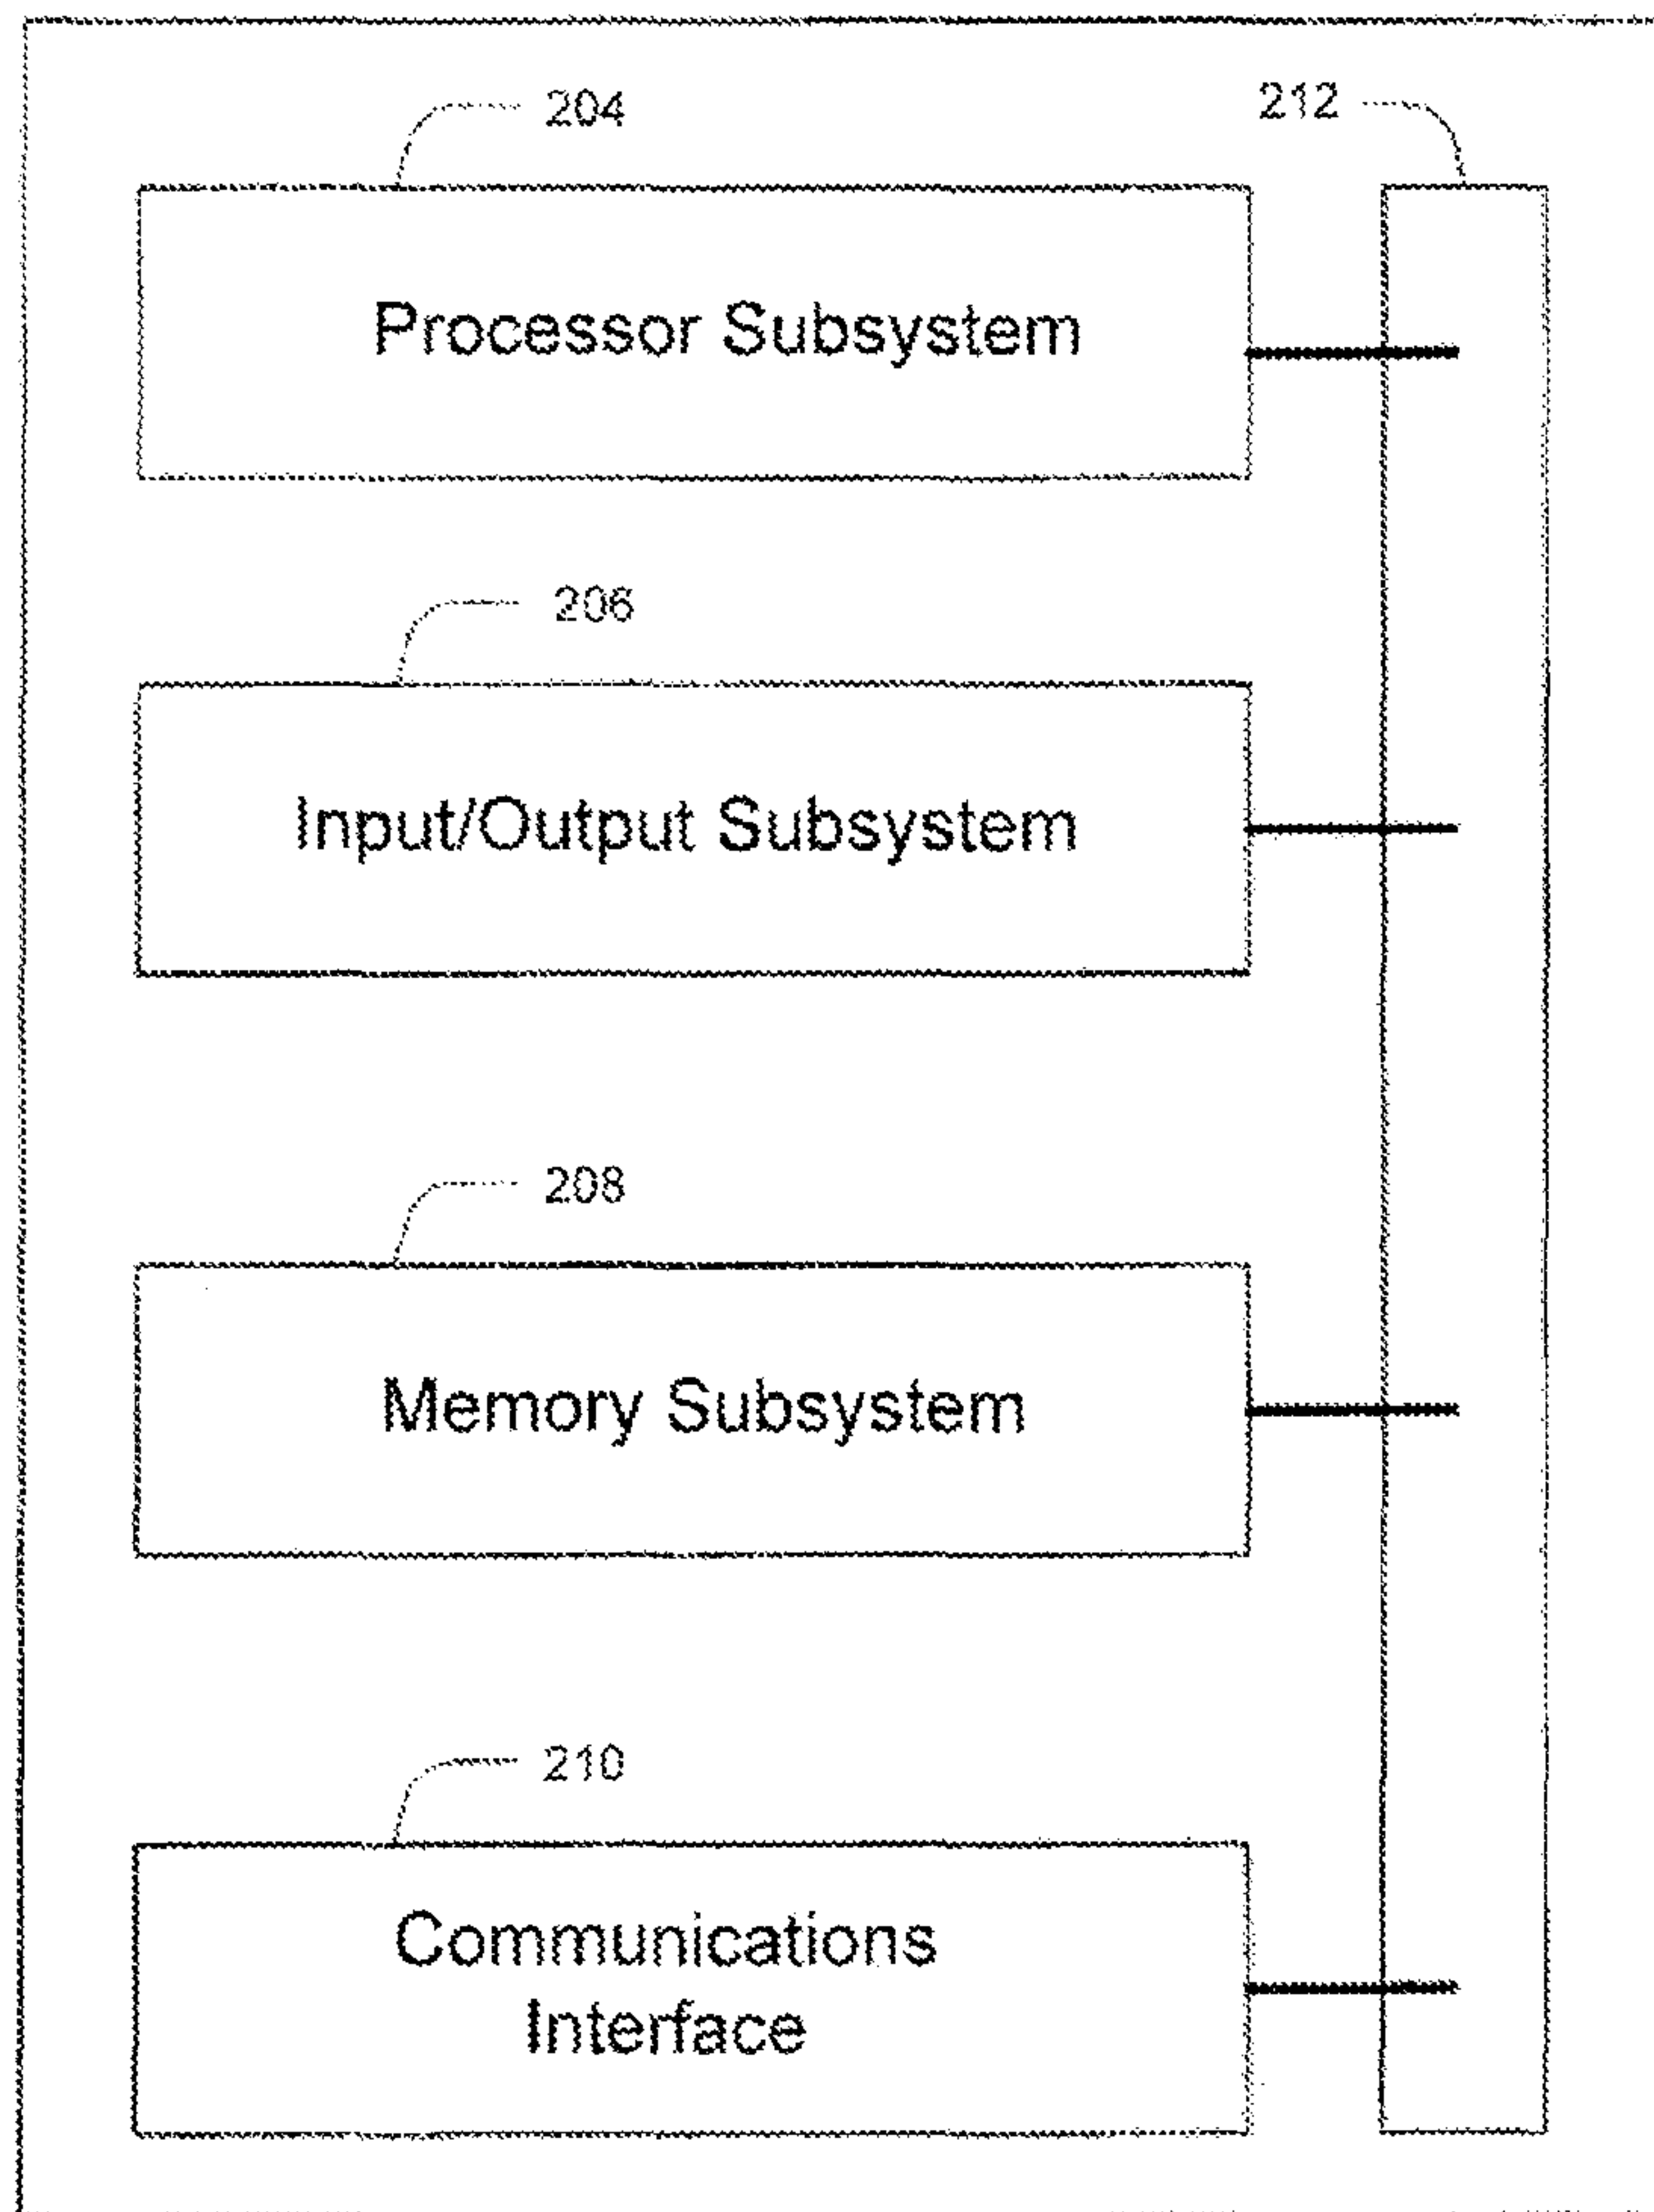 204
212
Processor Subsystem
206
Input/Output Subsystem
208
Memory Subsystem
210
Communications
Interface